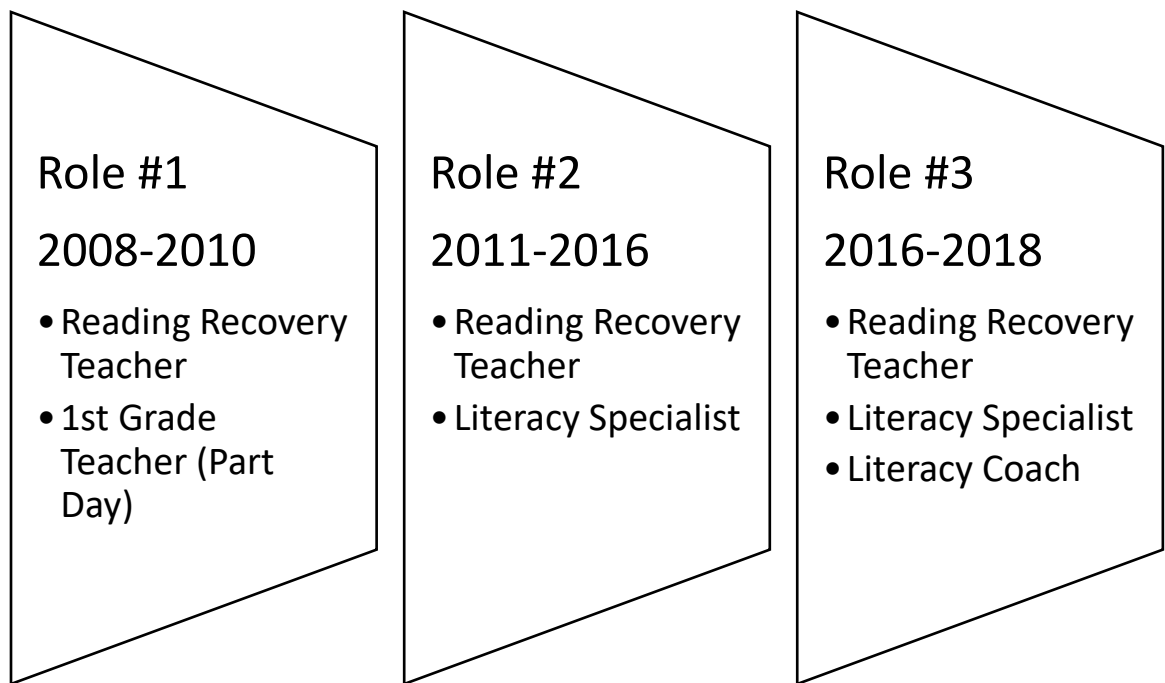 Role #1
2008-2010
•Reading Recovery
Teacher
•1st Grade
Teacher (Part
Day)
Role #2
2011-2016
•Reading Recovery
Teacher
•Literacy Specialist
Role #3
2016-2018
•Reading Recovery
Teacher
•Literacy Specialist
•Literacy Coach